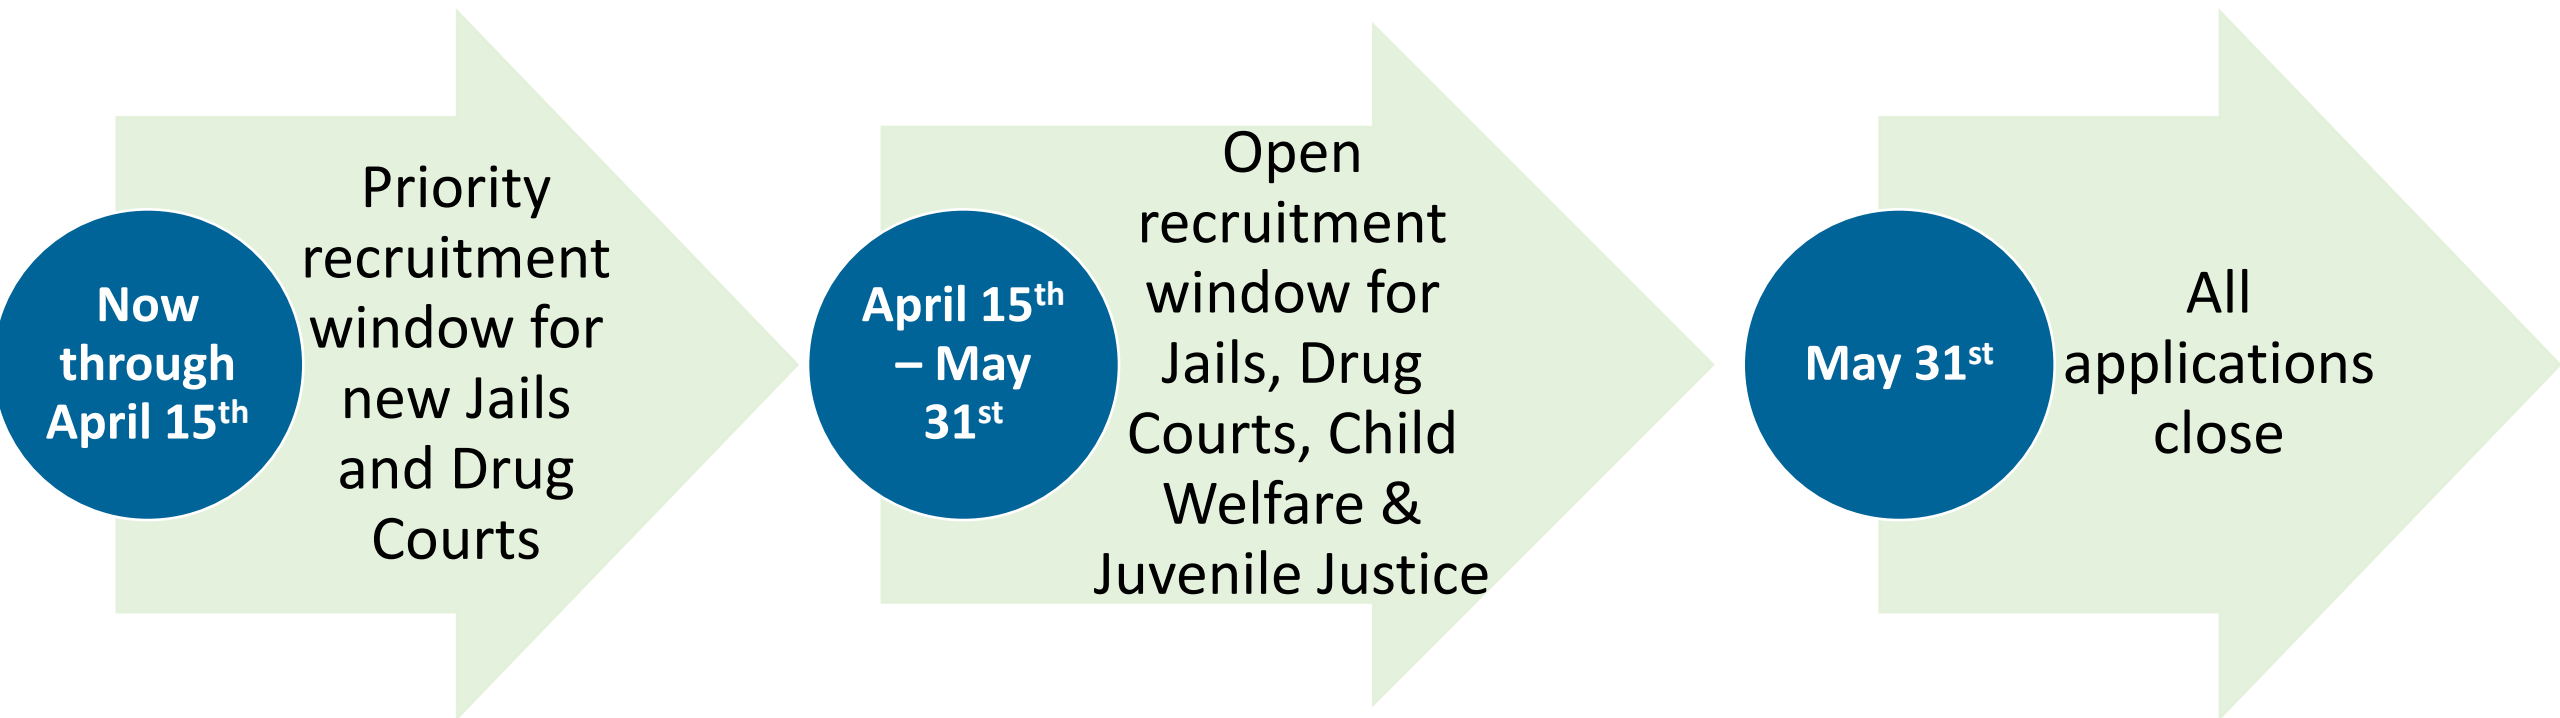 Now
through
April 15th
Priority
recruitment
window for
new Jails
and Drug
Courts
April 15th
– May
31st
Open
recruitment
window for
Jails, Drug
Courts, Child
Welfare &
Juvenile Justice
May 31st
All
applications
close